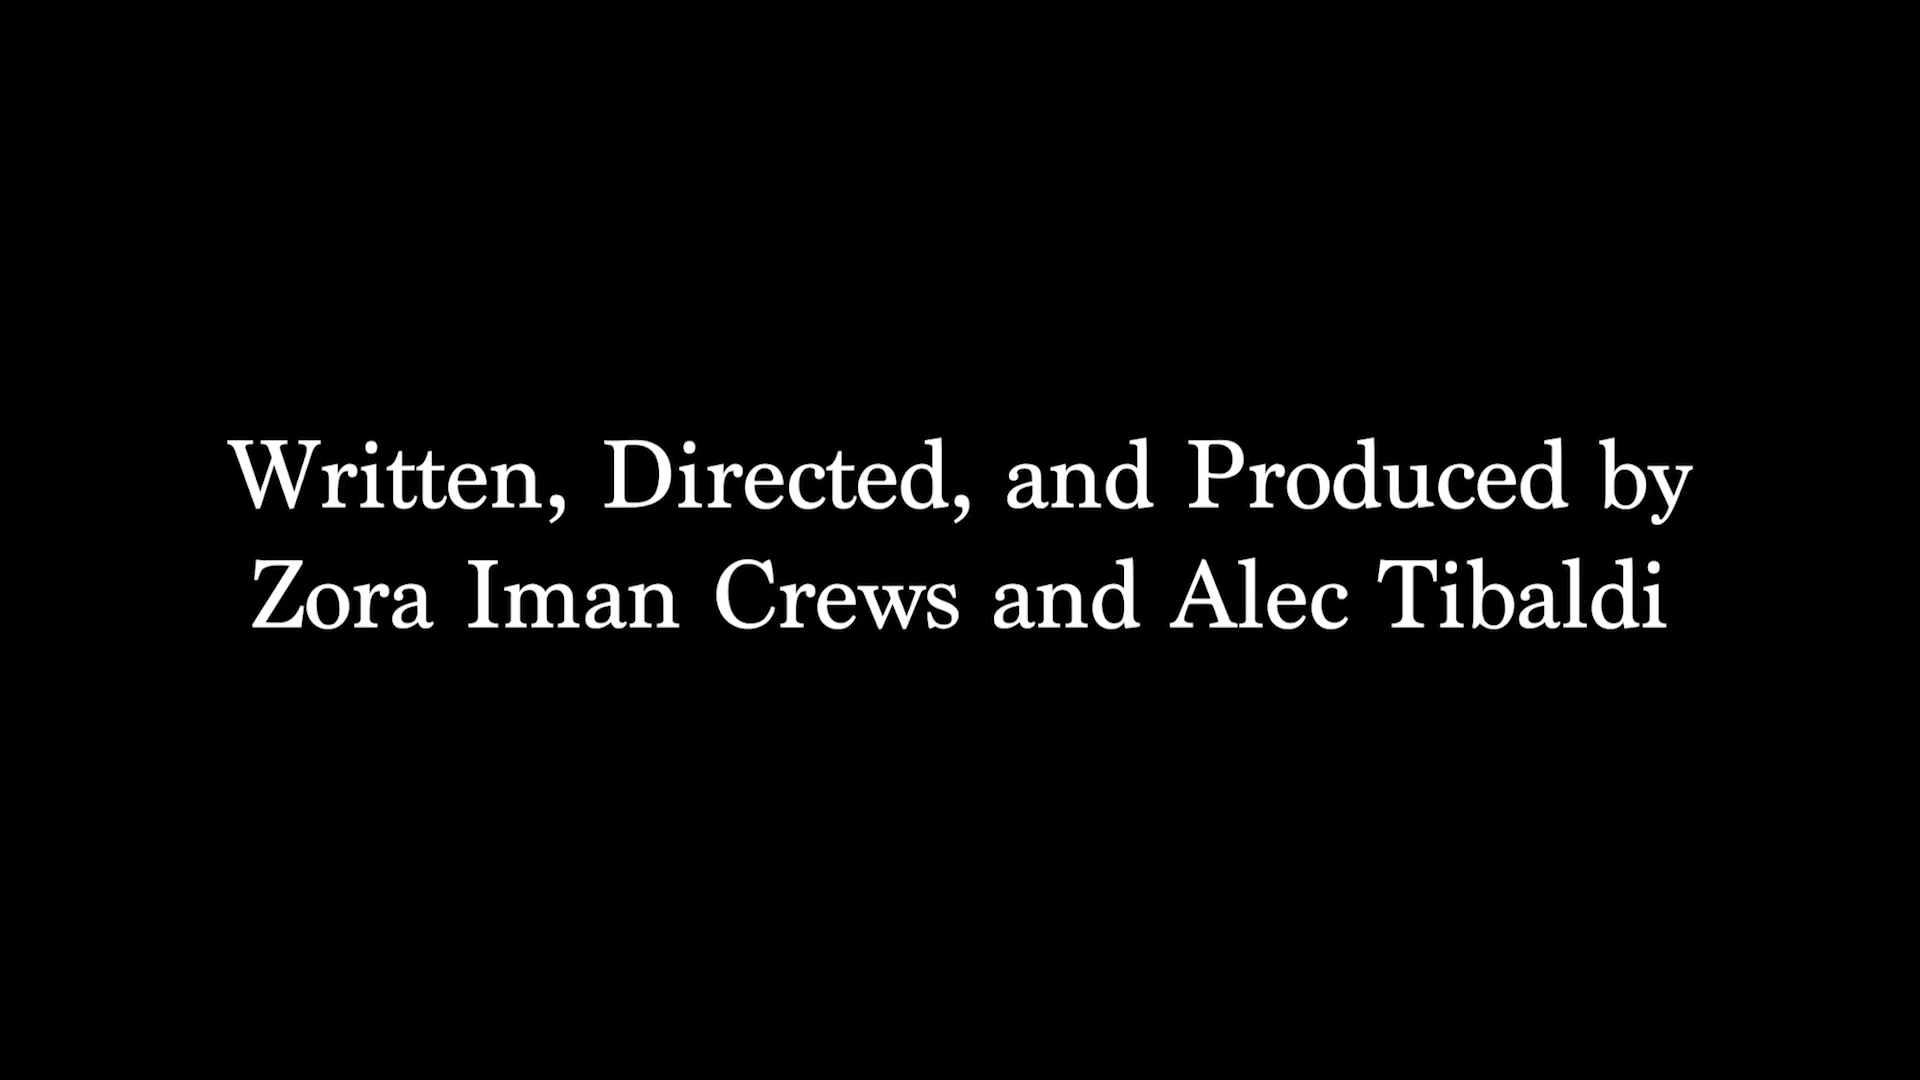 Written, Directed, and Produced by
Zora Iman Crews and Alec Tibaldi